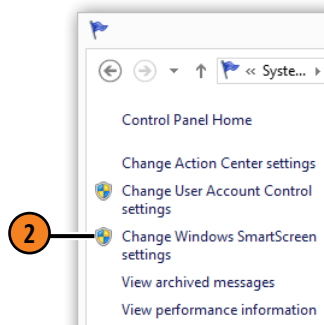 « Syste...
Control Panel Home
Change Action Center settings
Change User Account Control
settings
2
Change Windows SmartScreen
settings
View archived messages
View performance information